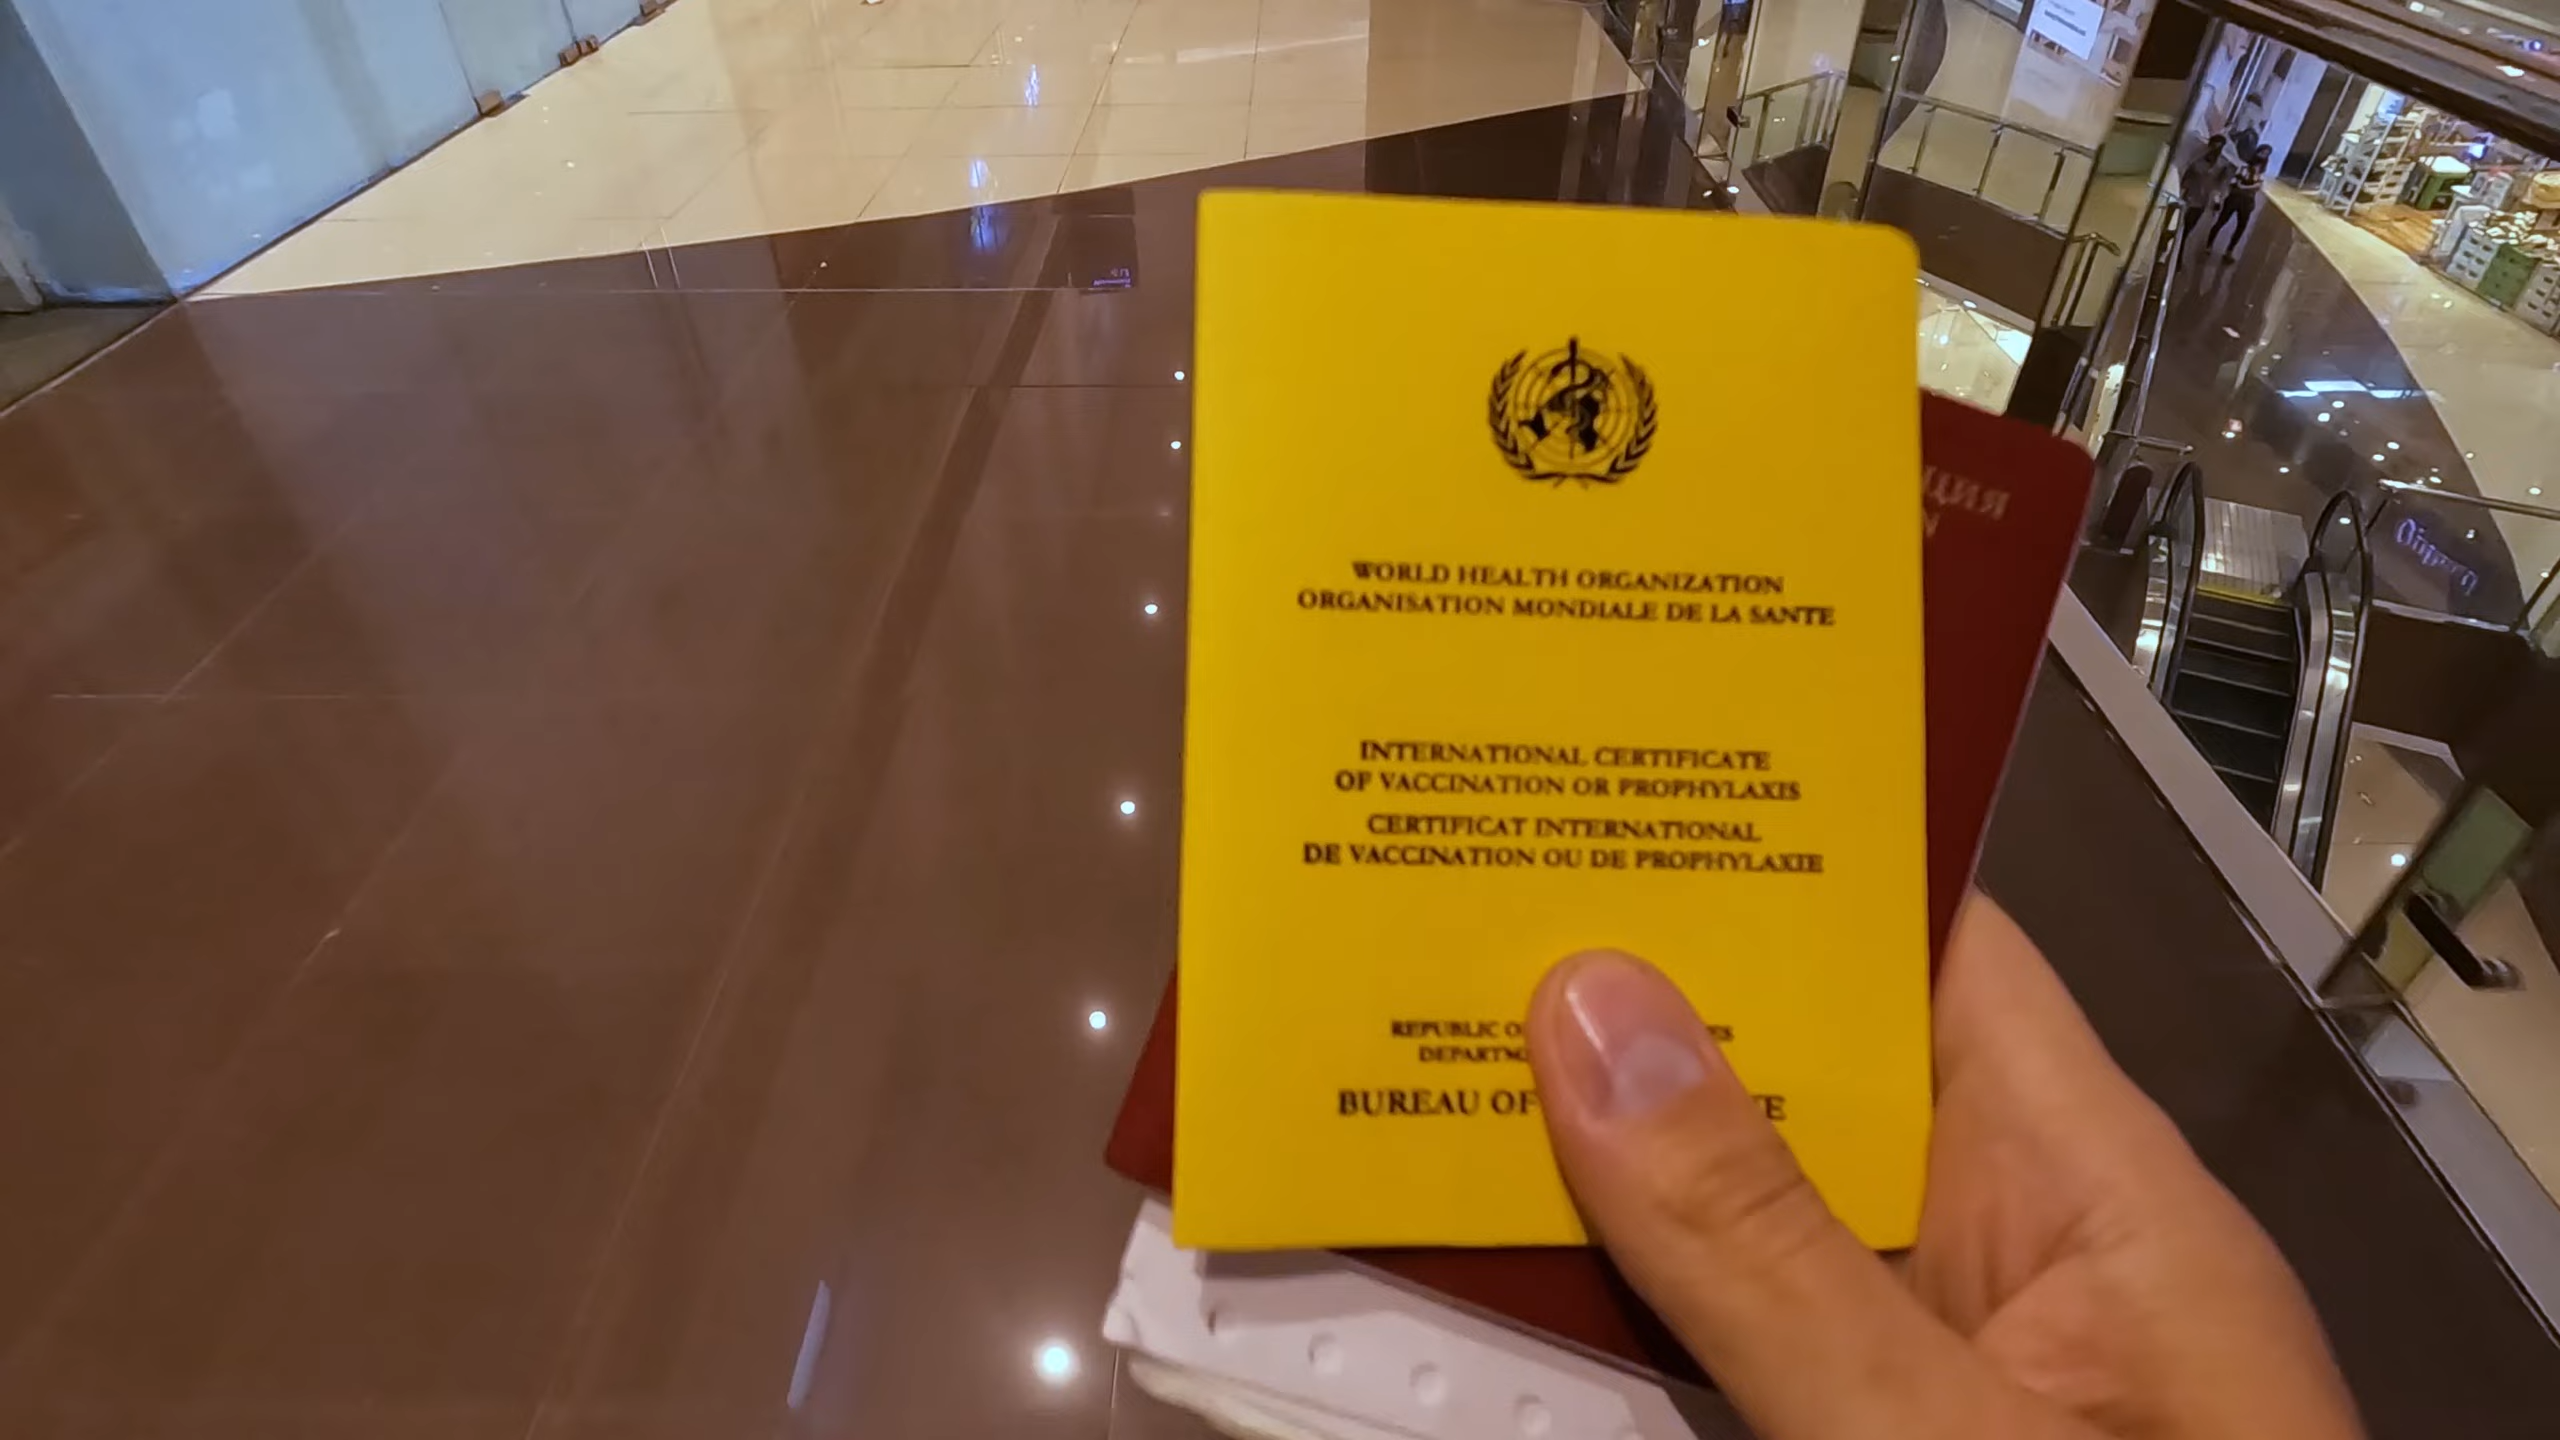 WORLD HEALTH ORGANIZATION
ORGANISATION MONDIALE DE LA SANTE
INTERNATIONAL CERTIFICATE
OF VACCINATION OR PROPHYLAXIS
CERTIFICAT INTERNATIONAL
DE VACCINATION OU DE PROPHYLAXIE
REPUBLIC
BUREAU OF